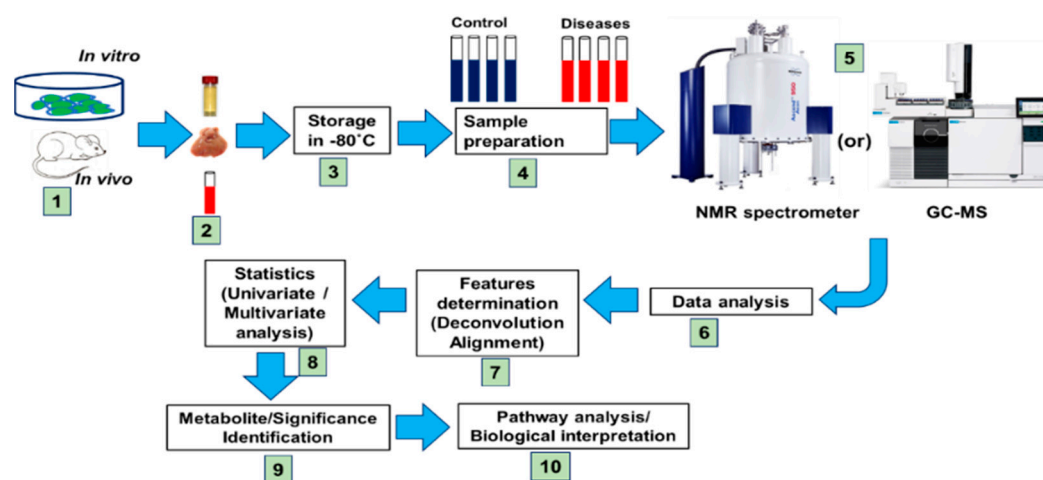 In vitro
In vivo
1
2
Storage
in -80°C
3
Control
Diseases
Sample
preparation
4
5
(or)
NMR spectrometer
GC-MS
Data analysis
6
Features
determination
(Deconvolution
Alignment)
7
Statistics
(Univariate /
Multivariate
analysis)
8
Metabolite/Significance
Identification
9
Pathway analysis/
Biological interpretation
10